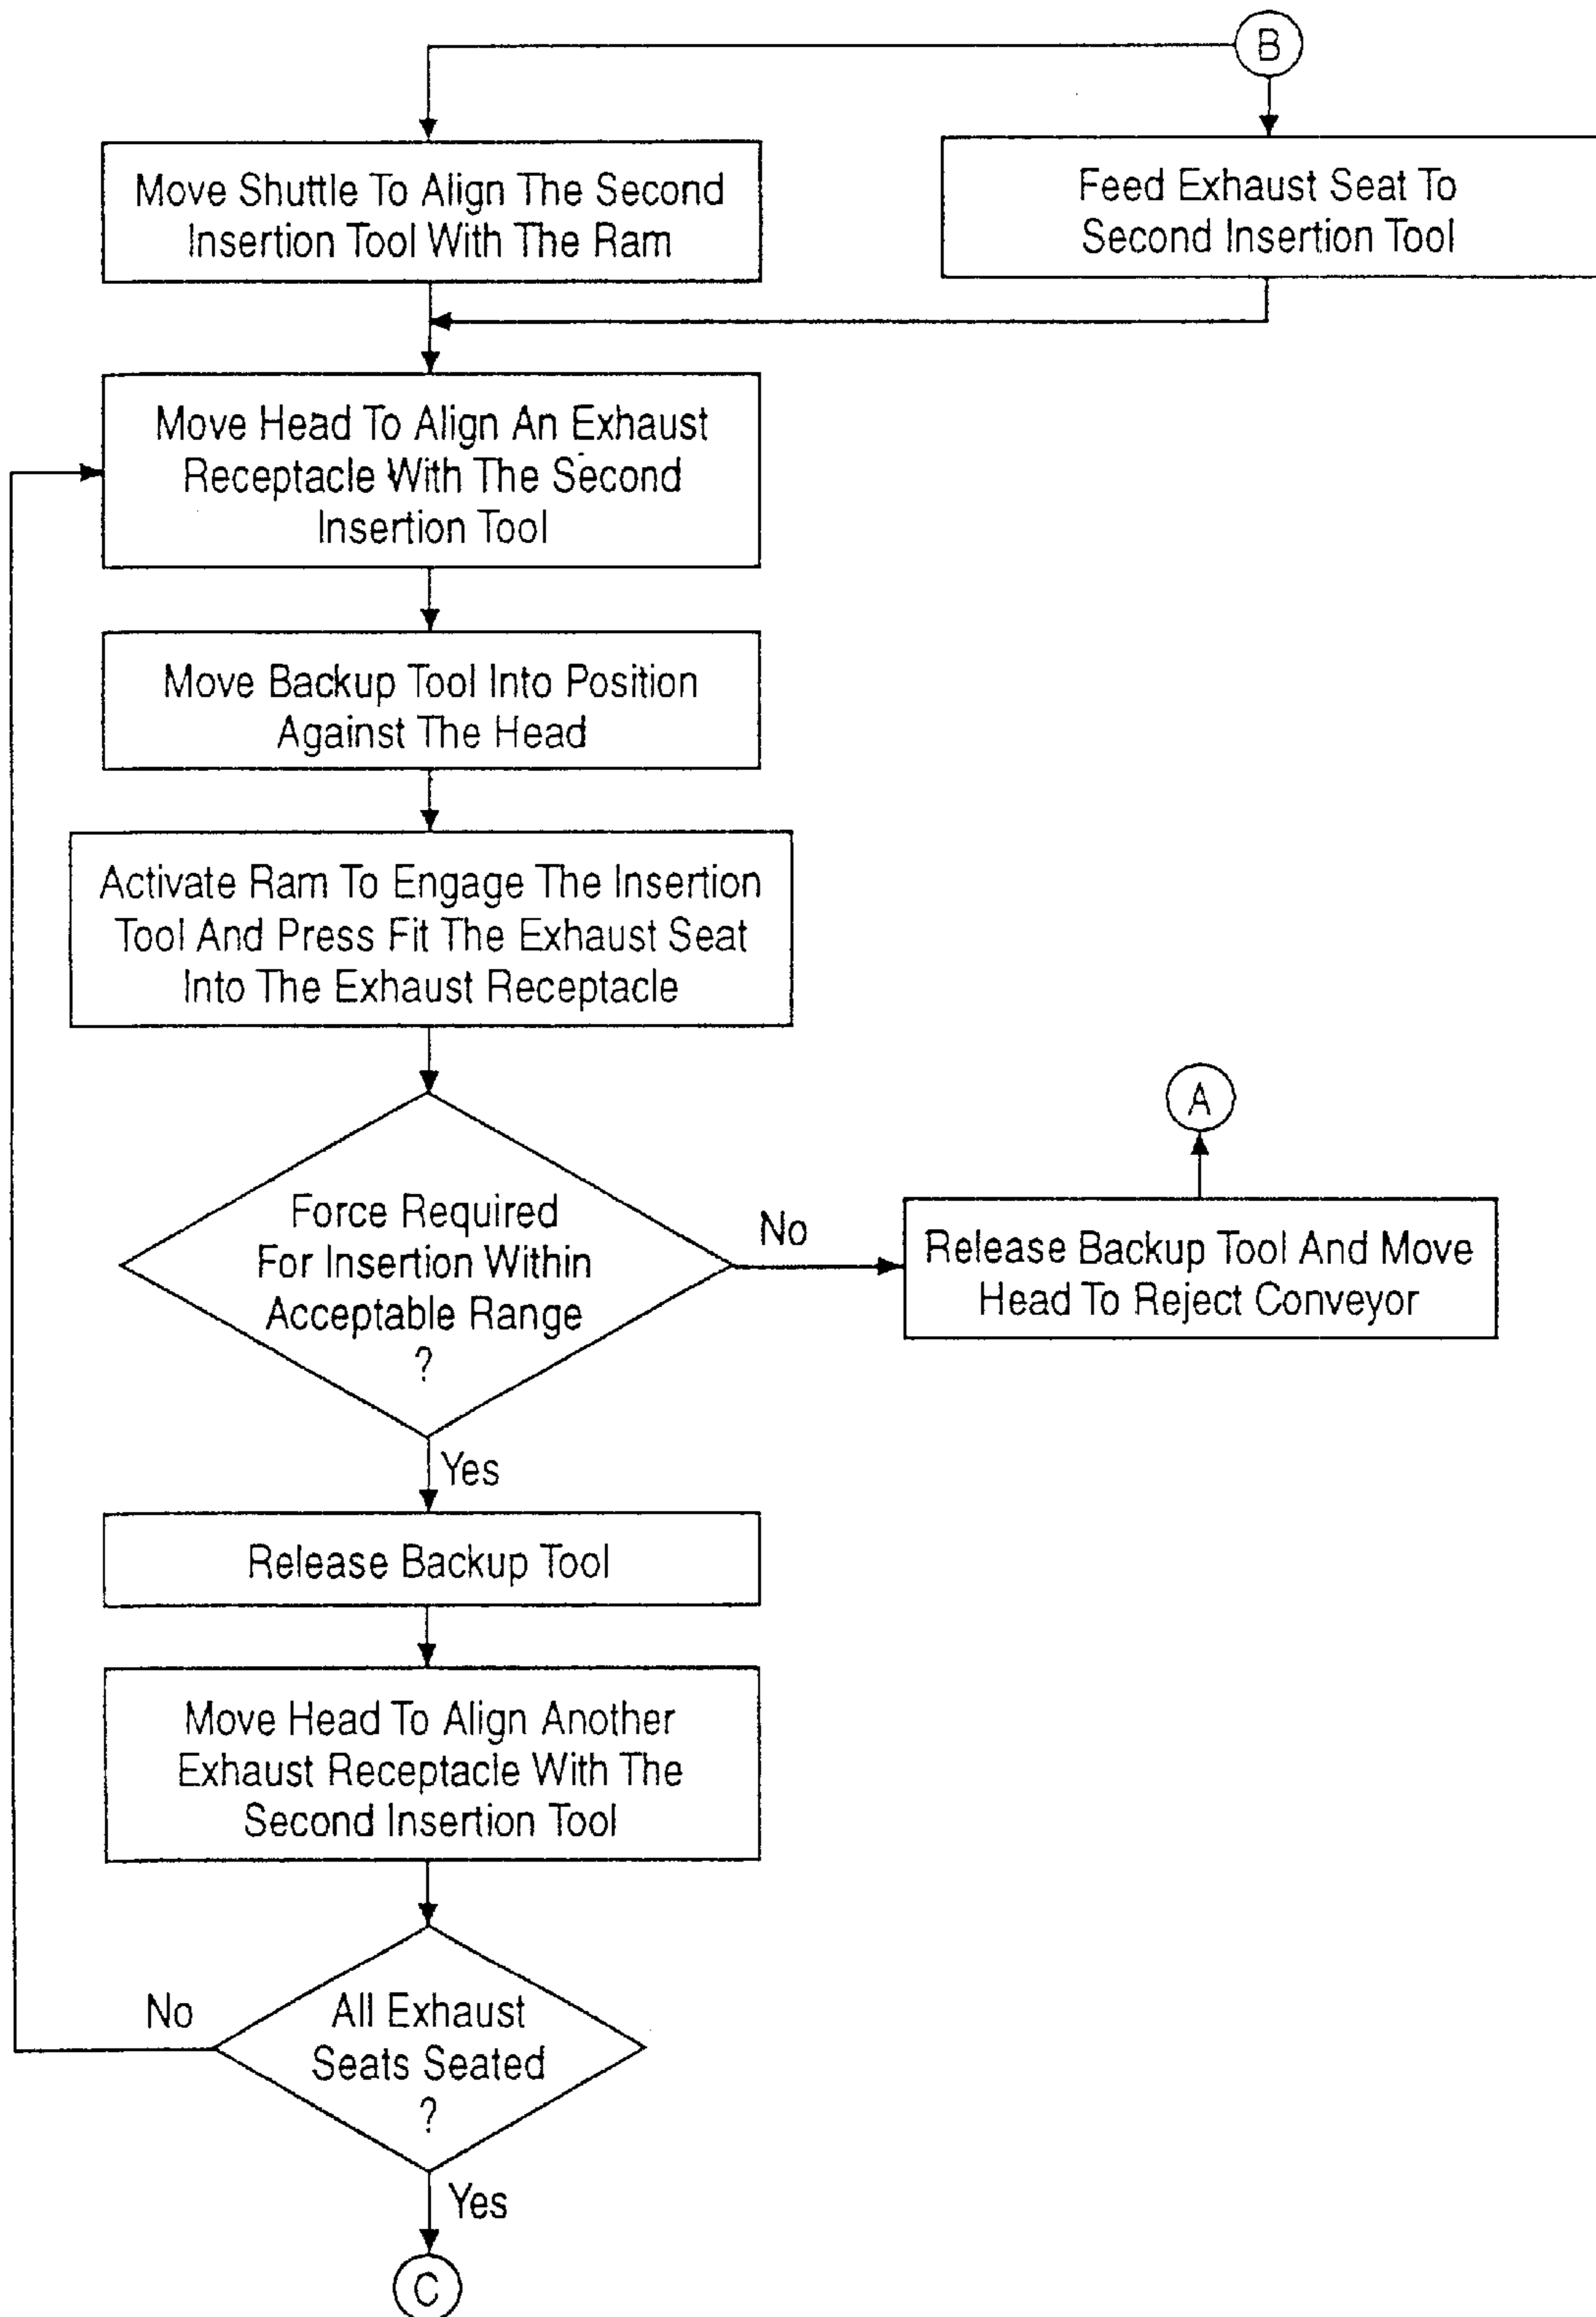 B
Move Shuttle To Align The Second
Insertion Tool With The Ram
Feed Exhaust Seat To
Second Insertion Tool
Move Head To Align An Exhaust
Receptacle With The Second
Insertion Tool
Move Backup Tool Into Position
Against The Head
Activate Ram To Engage The Insertion
Tool And Press Fit The Exhaust Seat
Into The Exhaust Receptacle
A
Force Required
For Insertion Within
Acceptable Range
?
No
Release Backup Tool And Move
Head To Reject Conveyor
Yes
Release Backup Tool
Move Head To Align Another
Exhaust Receptacle With The
Second Insertion Tool
No
All Exhaust
Seats Seated
?
Yes
C